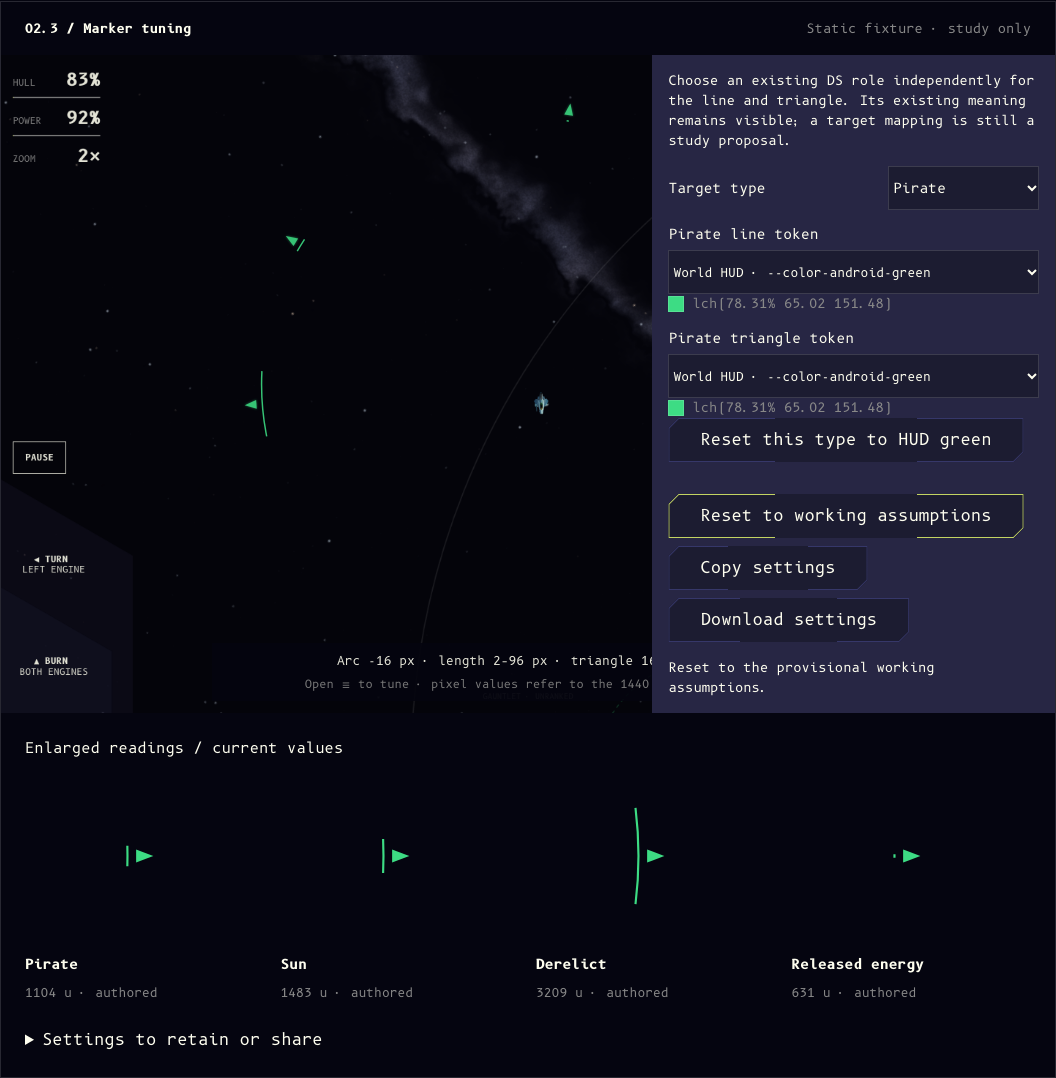 O2.3 / Marker tuning
Static fixture · study only
HULL 83%
POWER 92%
ZOOM 2×
PAUSE
◄ TURN
LEFT ENGINE
▲ BURN
BOTH ENGINES
Arc -16 px · length 2-96 px · triangle 16
Open ≡ to tune · pixel values refer to the 1440
Choose an existing DS role independently for
the line and triangle. Its existing meaning
remains visible; a target mapping is still a
study proposal.
Target type
Pirate
Pirate line token
World HUD · --color-android-green
lch(78.31% 65.02 151.48)
Pirate triangle token
World HUD · --color-android-green
lch(78.31% 65.02 151.48)
Reset this type to HUD green
Reset to working assumptions
Copy settings
Download settings
Reset to the provisional working
assumptions.
Enlarged readings / current values
Pirate
1104 u · authored
Sun
1483 u · authored
Derelict
3209 u · authored
Released energy
631 u · authored
▶ Settings to retain or share